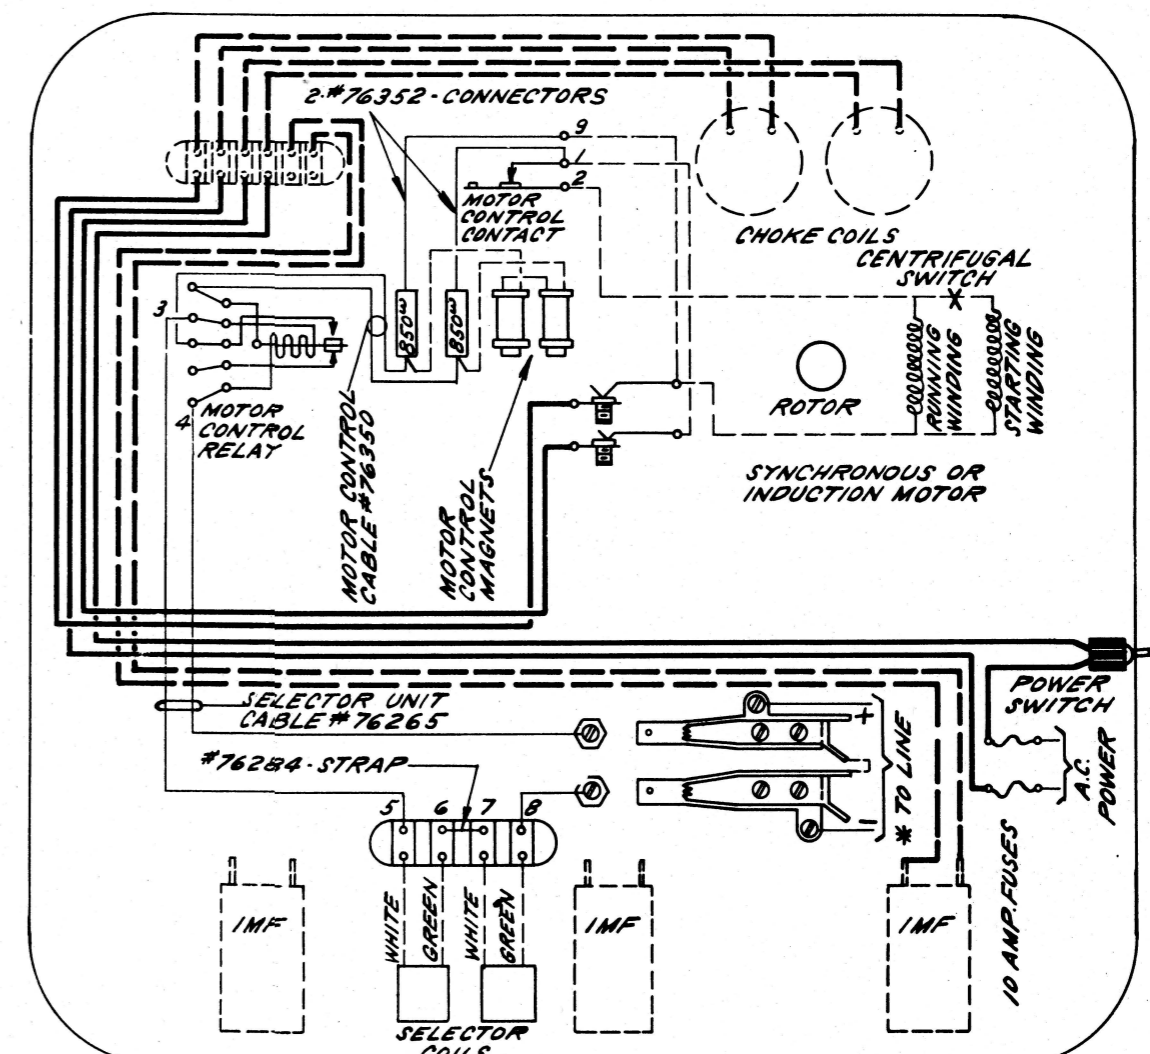 2-#76352-CONNECTORS
9
1
2
MOTOR
CONTROL
CONTACT
CHOKE COILS
CENTRIFUGAL
SWITCH
3
850ω
850ω
4
MOTOR
CONTROL
RELAY
MOTOR CONTROL
CABLE #76350
MOTOR
CONTROL
MAGNETS
ROTOR
RUNNING
WINDING
STARTING
WINDING
SYNCHRONOUS OR
INDUCTION MOTOR
SELECTOR UNIT
CABLE #76265
POWER
SWITCH
+
* TO LINE
−
#76284-STRAP
A.C.
POWER
5 6 7 8
10 AMP. FUSES
1MF
WHITE
GREEN
WHITE
GREEN
1MF
1MF
SELECTOR
COILS